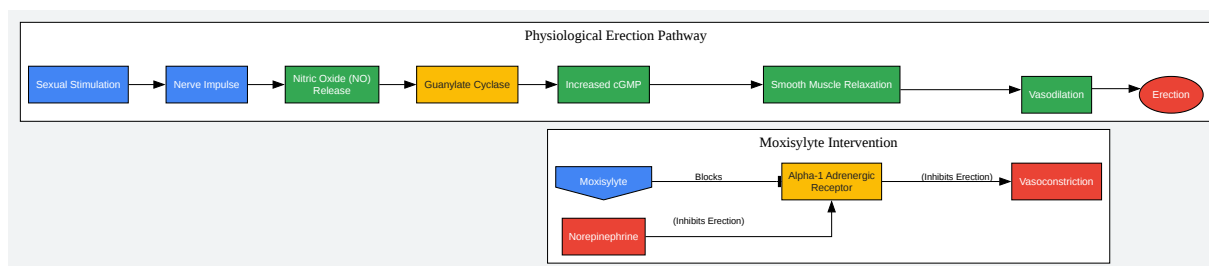 Physiological Erection Pathway
Sexual Stimulation
Nerve Impulse
Nitric Oxide (NO)
Release
Guanylate Cyclase
Increased cGMP
Smooth Muscle Relaxation
Vasodilation
Erection
Moxisylyte Intervention
Moxisylyte
Blocks
Alpha-1 Adrenergic
Receptor
(Inhibits Erection)
Vasoconstriction
Norepinephrine
(Inhibits Erection)